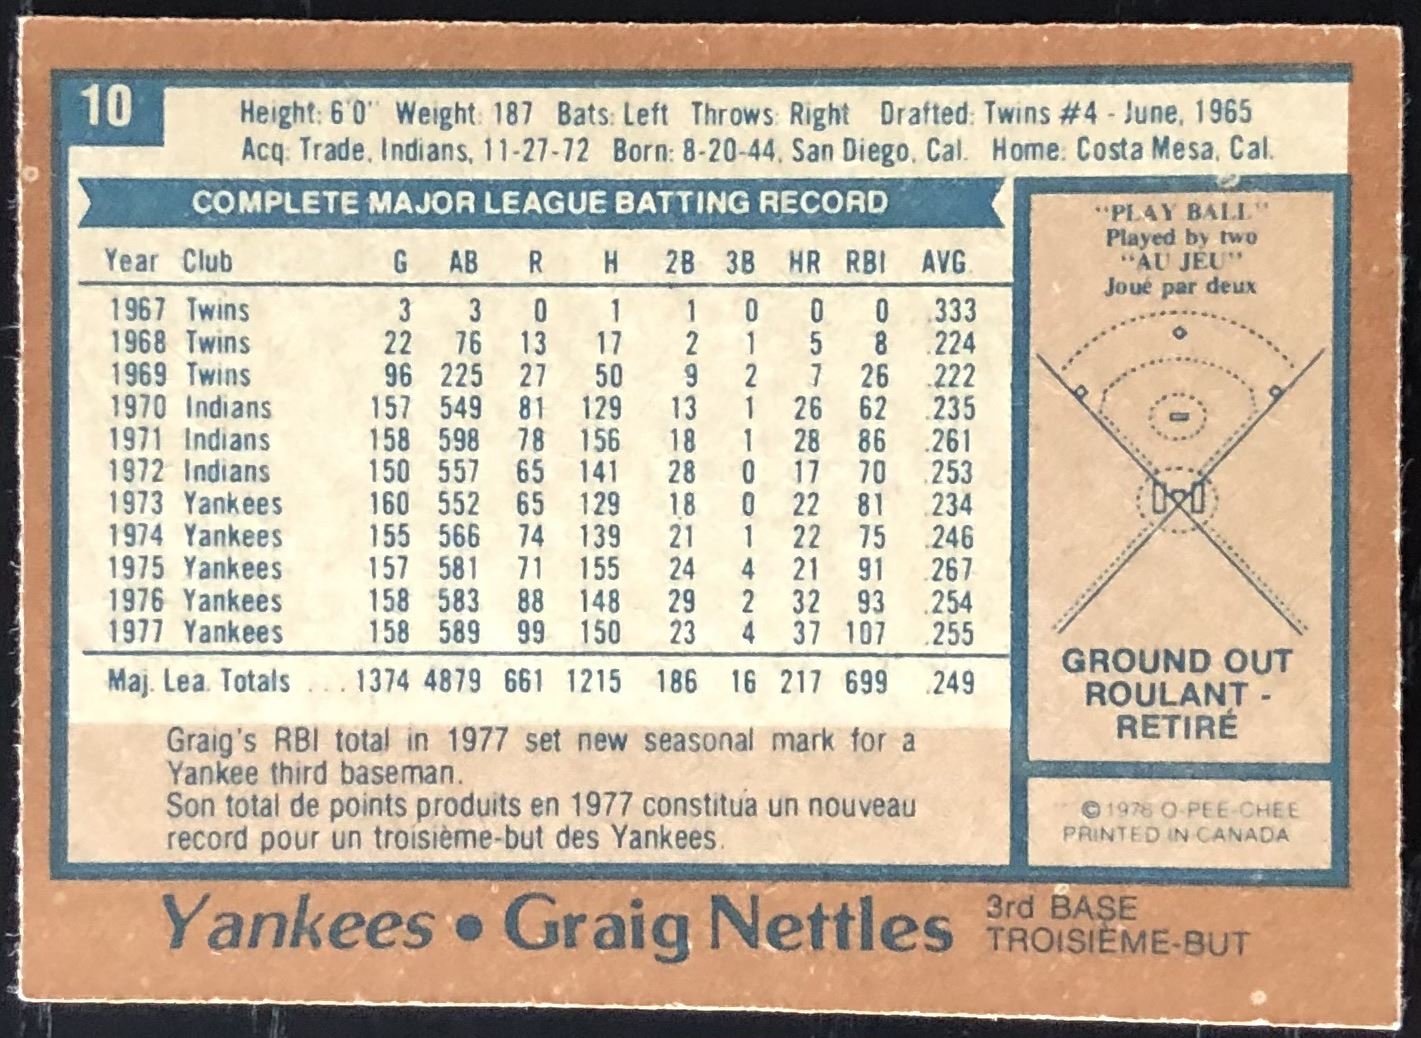 10
Height: 6'0" Weight: 187 Bats: Left Throws: Right Drafted: Twins #4 - June, 1965
Acq: Trade, Indians, 11-27-72 Born: 8-20-44, San Diego, Cal. Home: Costa Mesa, Cal.
COMPLETE MAJOR LEAGUE BATTING RECORD
Year Club G AB R H 2B 3B HR RBI AVG.
1967 Twins 3 3 0 1 1 0 0 0 .333
1968 Twins 22 76 13 17 2 1 5 8 .224
1969 Twins 96 225 27 50 9 2 7 26 .222
1970 Indians 157 549 81 129 13 1 26 62 .235
1971 Indians 158 598 78 156 18 1 28 86 .261
1972 Indians 150 557 65 141 28 0 17 70 .253
1973 Yankees 160 552 65 129 18 0 22 81 .234
1974 Yankees 155 566 74 139 21 1 22 75 .246
1975 Yankees 157 581 71 155 24 4 21 91 .267
1976 Yankees 158 583 88 148 29 2 32 93 .254
1977 Yankees 158 589 99 150 23 4 37 107 .255
Maj. Lea. Totals ... 1374 4879 661 1215 186 16 217 699 .249
Graig's RBI total in 1977 set new seasonal mark for a
Yankee third baseman.
Son total de points produits en 1977 constitua un nouveau
record pour un troisième-but des Yankees.
"PLAY BALL"
Played by two
"AU JEU"
Joué par deux
GROUND OUT
ROULANT -
RETIRÉ
© 1978 O-PEE-CHEE
PRINTED IN CANADA
Yankees • Graig Nettles
3rd BASE
TROISIÈME-BUT